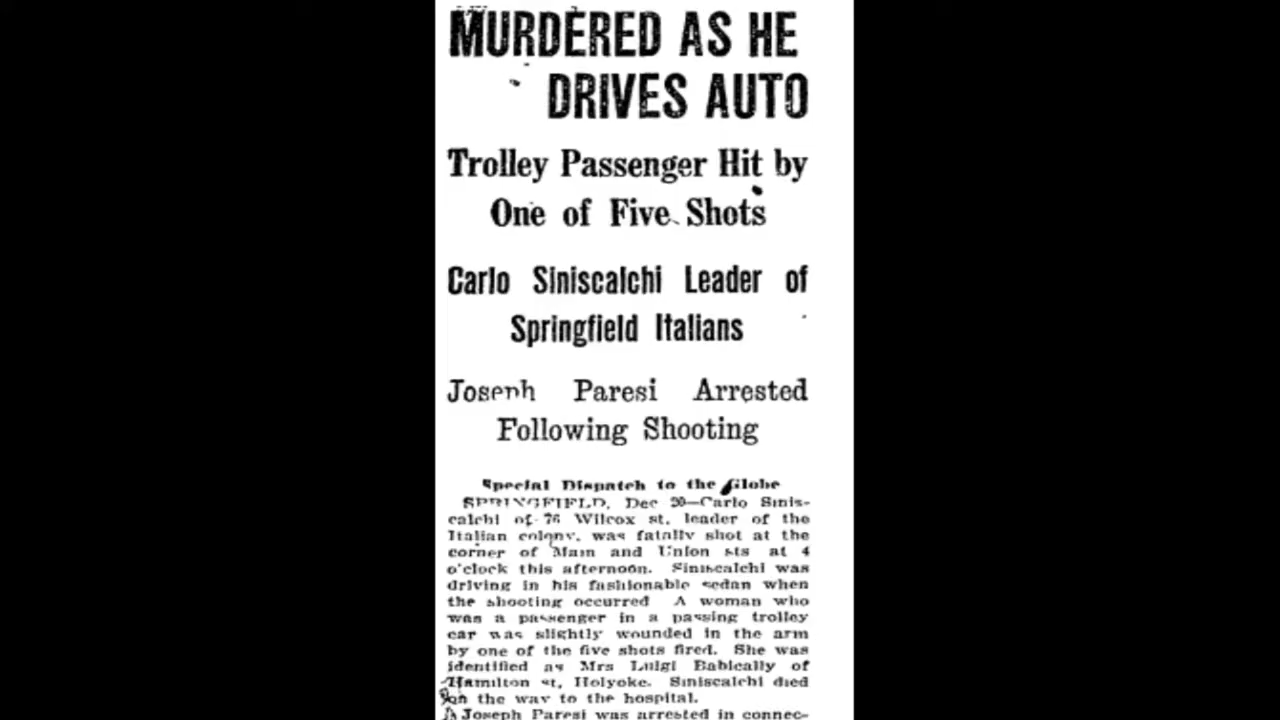 MURDERED AS HE
DRIVES AUTO
Trolley Passenger Hit by
One of Five Shots
Carlo Siniscalchi Leader of
Springfield Italians
Joseph Paresi Arrested
Following Shooting
Special Dispatch to the Globe
SPRINGFIELD, Dec 20—Carlo Sinis-
calchi of 76 Wilcox st, leader of the
Italian colony, was fatally shot at the
corner of Main and Union sts at 4
o'clock this afternoon. Siniscalchi was
driving in his fashionable sedan when
the shooting occurred A woman who
was a passenger in a passing trolley
car was slightly wounded in the arm
by one of the five shots fired. She was
identified as Mrs Luigi Babically of
Hamilton st, Holyoke. Siniscalchi died
on the way to the hospital.
Joseph Paresi was arrested in connec-